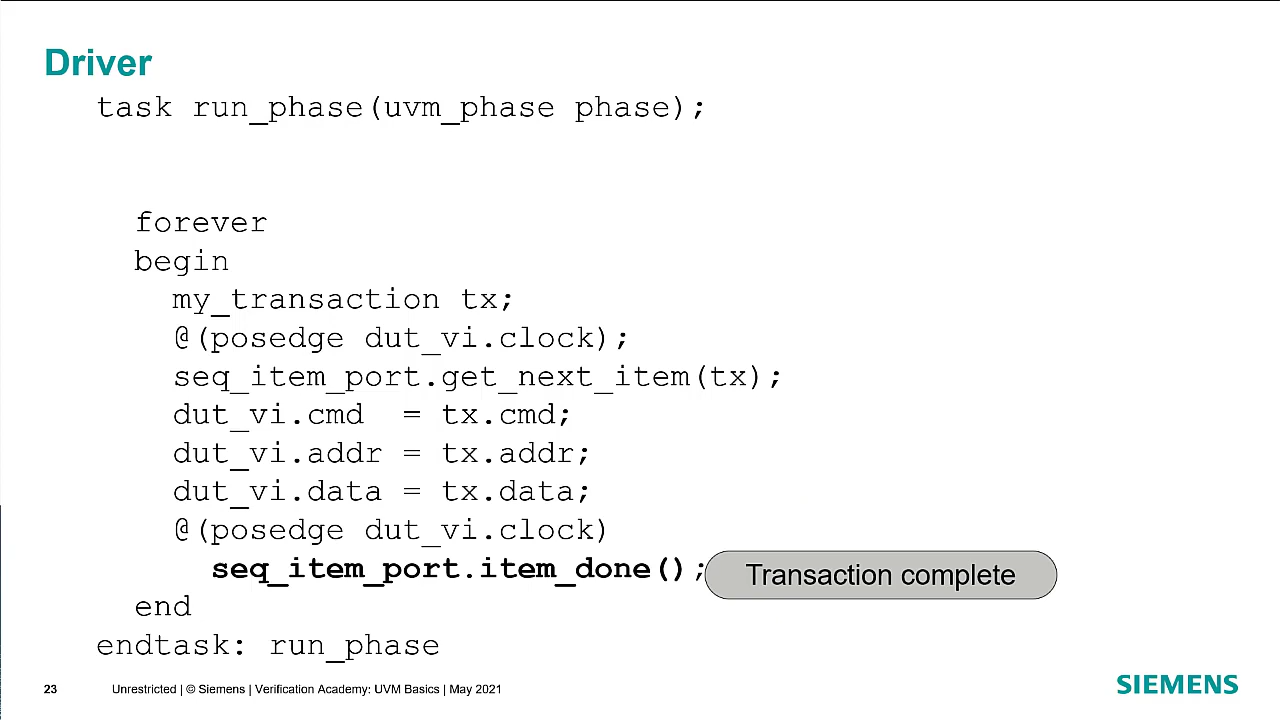 Driver
task run_phase(uvm_phase phase);
forever
begin
my_transaction tx;
@(posedge dut_vi.clock);
seq_item_port.get_next_item(tx);
dut_vi.cmd  = tx.cmd;
dut_vi.addr = tx.addr;
dut_vi.data = tx.data;
@(posedge dut_vi.clock)
seq_item_port.item_done();
Transaction complete
end
endtask: run_phase
23 Unrestricted | © Siemens | Verification Academy: UVM Basics | May 2021
SIEMENS